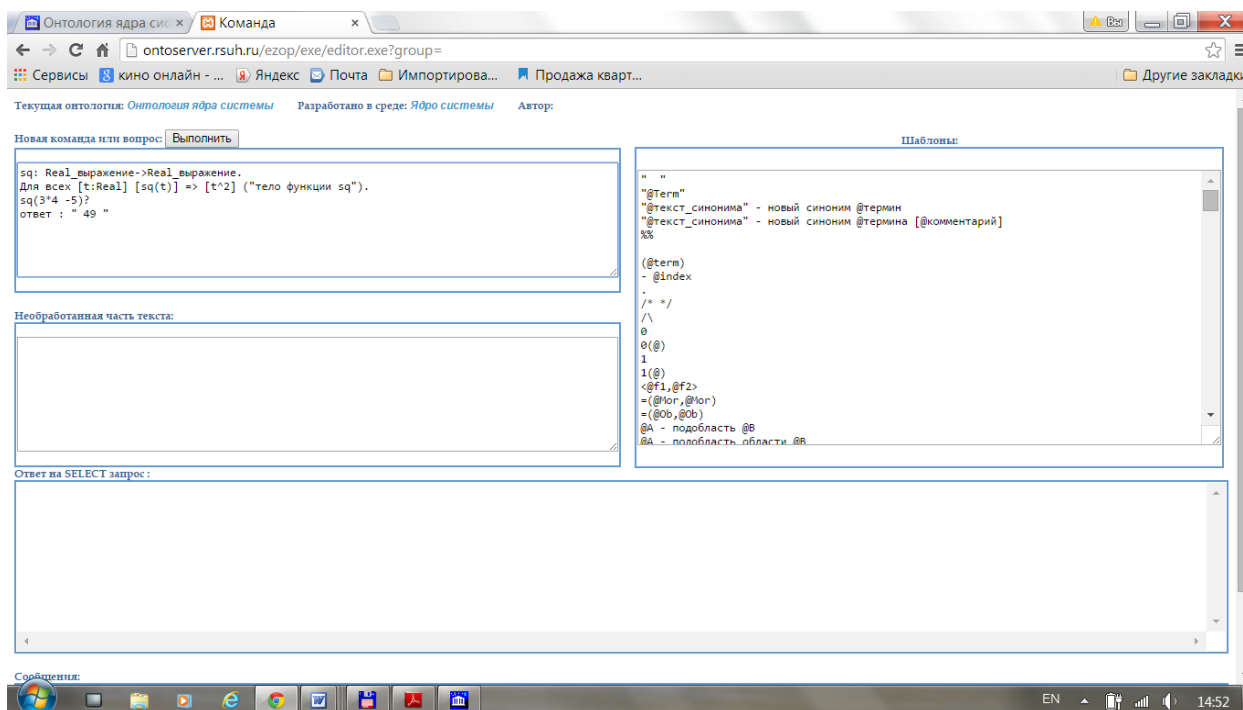 Онтология ядра сис
Команда
Вы
ontoserver.rsuh.ru/ezop/exe/editor.exe?group=
Сервисы кино онлайн - ... Яндекс Почта Импортирова... Продажа кварт... Другие закладки
Текущая онтология: Онтология ядра системы Разработано в среде: Ядро системы Автор:
Новая команда или вопрос: Выполнить
sq: Real_выражение->Real_выражение.
Для всех [t:Real] [sq(t)] => [t^2] ("тело функции sq").
sq(3*4 -5)?
ответ : " 49 "
Необработанная часть текста:
Шаблоны:
" "
"@Term"
"@текст_синонима" - новый синоним @термин
"@текст_синонима" - новый синоним @термина [@комментарий]
%%
(@term)
- @index
.
/* */
/\
0
0(@)
1
1(@)
<@f1,@f2>
=(@Mor,@Mor)
=(@Ob,@Ob)
@A - подобласть @B
@A - подобласть области @B
Ответ на SELECT запрос :
Сообщения:
EN 14:52